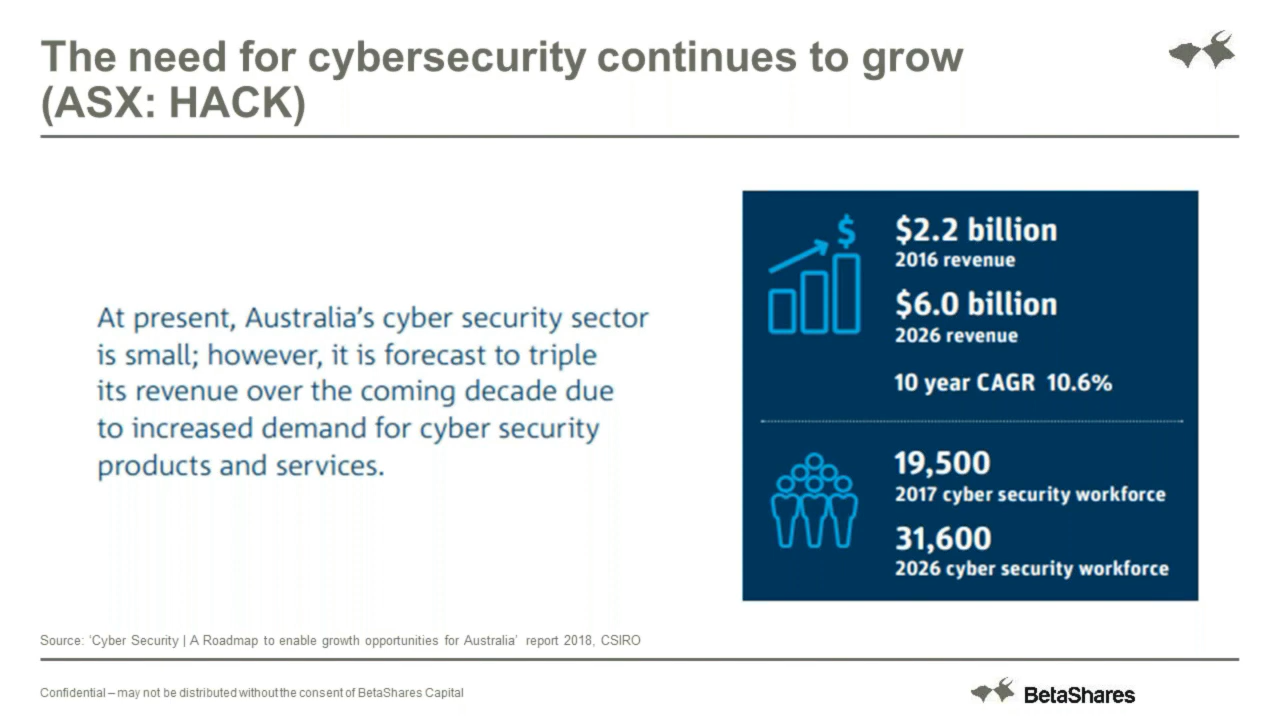 The need for cybersecurity continues to grow
(ASX: HACK)
At present, Australia's cyber security sector
is small; however, it is forecast to triple
its revenue over the coming decade due
to increased demand for cyber security
products and services.
$
$2.2 billion
2016 revenue
$6.0 billion
2026 revenue
10 year CAGR 10.6%
19,500
2017 cyber security workforce
31,600
2026 cyber security workforce
Source: 'Cyber Security | A Roadmap to enable growth opportunities for Australia' report 2018, CSIRO
Confidential – may not be distributed without the consent of BetaShares Capital
BetaShares